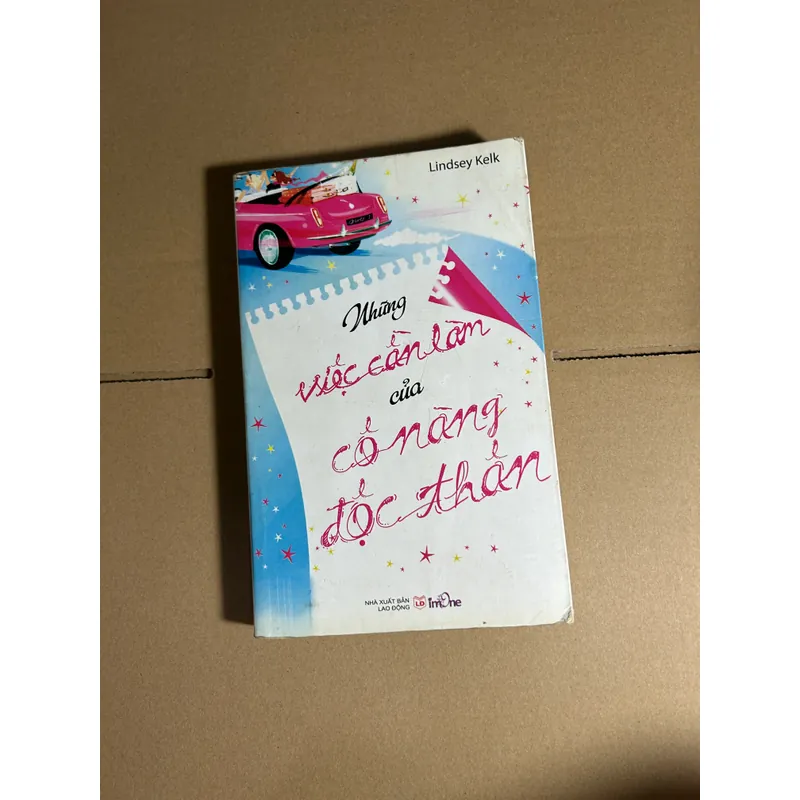 Lindsey Kelk
Những
việc cần làm
của
cô nàng
độc thân
NHÀ XUẤT BẢN
LAO ĐỘNG
LĐ
imOne